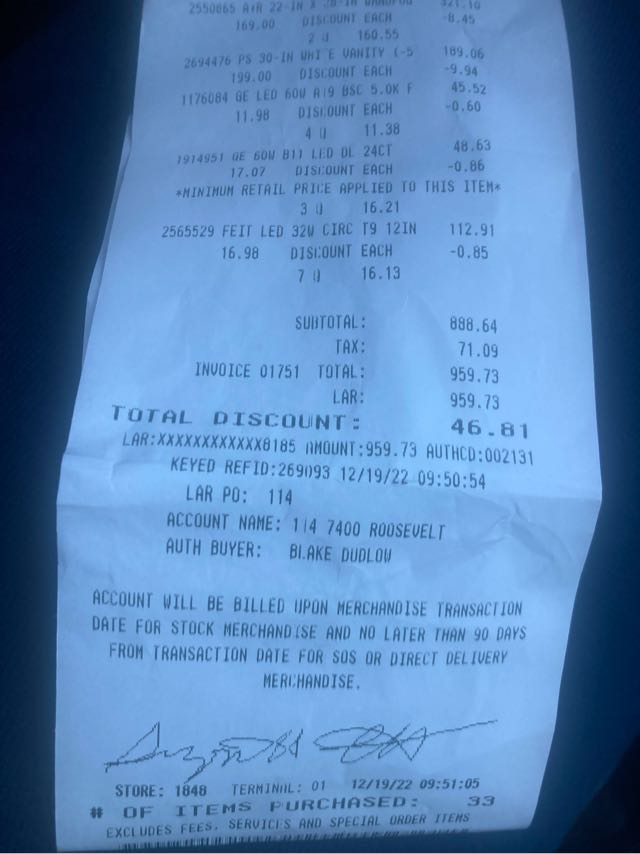 2550865 A+R 22-IN X 321.10
169.00 DISCOUNT EACH -8.45
2 @ 160.55
2694476 PS 30-IN WHITE VANITY (-5 189.06
199.00 DISCOUNT EACH -9.94
1176084 GE LED 60W A19 BSC 5.0K F 45.52
11.98 DISCOUNT EACH -0.60
4 @ 11.38
1914951 GE 60W B11 LED DL 24CT 48.63
17.07 DISCOUNT EACH -0.86
*MINIMUM RETAIL PRICE APPLIED TO THIS ITEM*
3 @ 16.21
2565529 FEIT LED 32W CIRC T9 12IN 112.91
16.98 DISCOUNT EACH -0.85
7 @ 16.13
SUBTOTAL: 888.64
TAX: 71.09
INVOICE 01751 TOTAL: 959.73
LAR: 959.73
TOTAL DISCOUNT: 46.81
LAR:XXXXXXXXXXXX8185 AMOUNT:959.73 AUTHCD:002131
KEYED REFID:269093 12/19/22 09:50:54
LAR PO: 114
ACCOUNT NAME: 114 7400 ROOSEVELT
AUTH BUYER: BLAKE DUDLOW
ACCOUNT WILL BE BILLED UPON MERCHANDISE TRANSACTION
DATE FOR STOCK MERCHANDISE AND NO LATER THAN 90 DAYS
FROM TRANSACTION DATE FOR SOS OR DIRECT DELIVERY
MERCHANDISE.
STORE: 1848 TERMINAL: 01 12/19/22 09:51:05
# OF ITEMS PURCHASED: 33
EXCLUDES FEES, SERVICES AND SPECIAL ORDER ITEMS